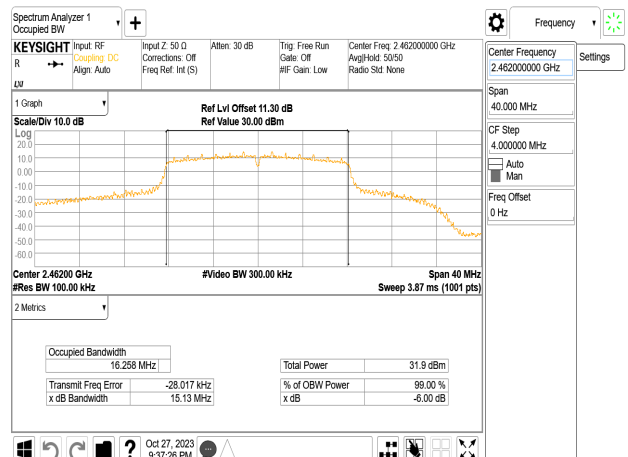 Spectrum Analyzer 1
Occupied BW
Frequency
KEYSIGHT
R
Input: RF
Coupling: DC
Align: Auto
Input Z: 50 Ω
Corrections: Off
Freq Ref: Int (S)
Atten: 30 dB
Trig: Free Run
Gate: Off
#IF Gain: Low
Center Freq: 2.462000000 GHz
Avg|Hold: 50/50
Radio Std: None
Center Frequency
2.462000000 GHz
Settings
Span
40.000 MHz
CF Step
4.000000 MHz
Auto
Man
Freq Offset
0 Hz
1 Graph
Scale/Div 10.0 dB
Ref Lvl Offset 11.30 dB
Ref Value 30.00 dBm
Log
20.0
10.0
0.00
-10.0
-20.0
-30.0
-40.0
-50.0
-60.0
Center 2.46200 GHz
#Res BW 100.00 kHz
#Video BW 300.00 kHz
Span 40 MHz
Sweep 3.87 ms (1001 pts)
2 Metrics
Occupied Bandwidth
16.258 MHz
Total Power 31.9 dBm
Transmit Freq Error -28.017 kHz
% of OBW Power 99.00 %
x dB Bandwidth 15.13 MHz
x dB -6.00 dB
?
Oct 27, 2023
9:37:26 PM